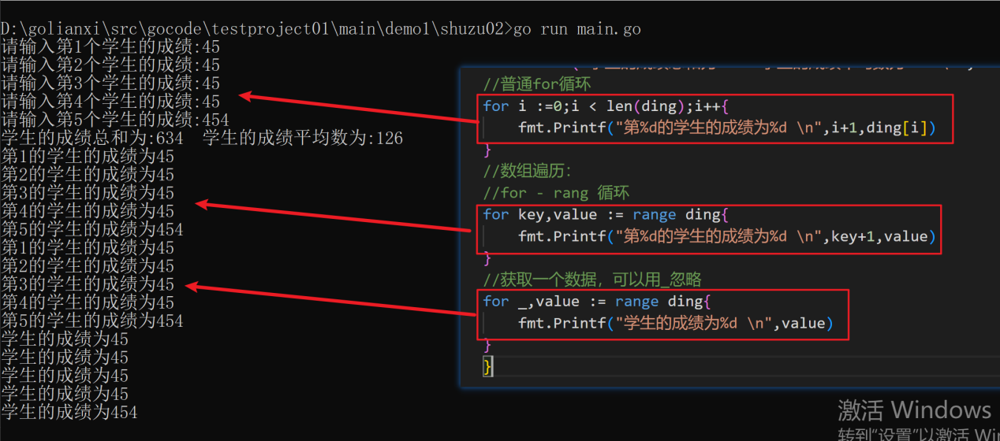 D:\golianxi\src\gocode\testproject01\main\demo1\shuzu02>go run main.go
请输入第1个学生的成绩:45
请输入第2个学生的成绩:45
请输入第3个学生的成绩:45
请输入第4个学生的成绩:45
请输入第5个学生的成绩:454
学生的成绩总和为:634  学生的成绩平均数为:126
第1的学生的成绩为45
第2的学生的成绩为45
第3的学生的成绩为45
第4的学生的成绩为45
第5的学生的成绩为454
第1的学生的成绩为45
第2的学生的成绩为45
第3的学生的成绩为45
第4的学生的成绩为45
第5的学生的成绩为454
学生的成绩为45
学生的成绩为45
学生的成绩为45
学生的成绩为45
学生的成绩为454
//普通for循环
for i :=0;i < len(ding);i++{
fmt.Printf("第%d的学生的成绩为%d \n",i+1,ding[i])
}
//数组遍历:
//for - rang 循环
for key,value := range ding{
fmt.Printf("第%d的学生的成绩为%d \n",key+1,value)
}
//获取一个数据，可以用_忽略
for _,value := range ding{
fmt.Printf("学生的成绩为%d \n",value)
}
}
激活 Windows
转到"设置"以激活 Wi